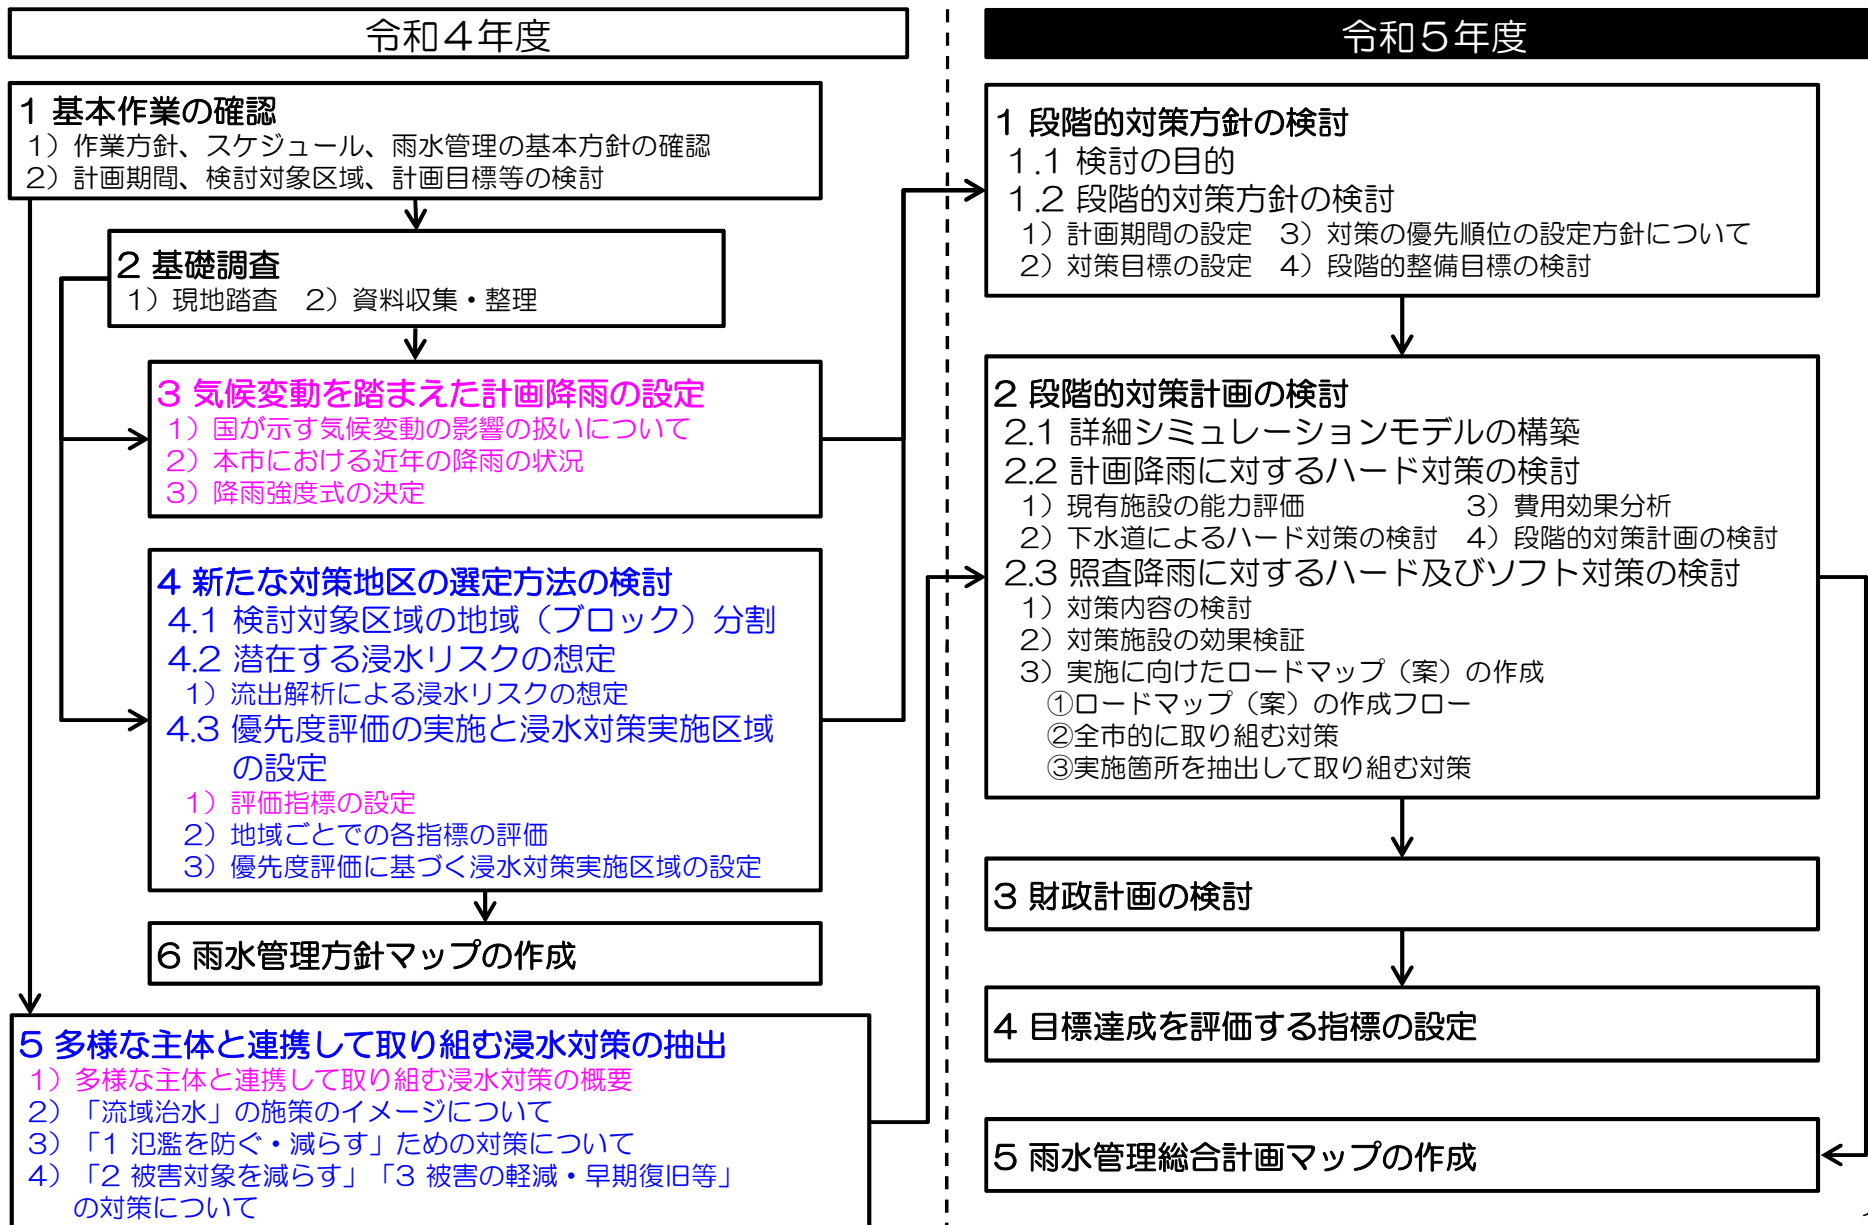 令和4年度
1 基本作業の確認
1）作業方針、スケジュール、雨水管理の基本方針の確認
2）計画期間、検討対象区域、計画目標等の検討
2 基礎調査
1）現地踏査　2）資料収集・整理
3 気候変動を踏まえた計画降雨の設定
1）国が示す気候変動の影響の扱いについて
2）本市における近年の降雨の状況
3）降雨強度式の決定
4 新たな対策地区の選定方法の検討
4.1 検討対象区域の地域（ブロック）分割
4.2 潜在する浸水リスクの想定
1）流出解析による浸水リスクの想定
4.3 優先度評価の実施と浸水対策実施区域
の設定
1）評価指標の設定
2）地域ごとでの各指標の評価
3）優先度評価に基づく浸水対策実施区域の設定
6 雨水管理方針マップの作成
5 多様な主体と連携して取り組む浸水対策の抽出
1）多様な主体と連携して取り組む浸水対策の概要
2）「流域治水」の施策のイメージについて
3）「1 氾濫を防ぐ・減らす」ための対策について
4）「2 被害対象を減らす」「3 被害の軽減・早期復旧等」
の対策について
令和5年度
1 段階的対策方針の検討
1.1 検討の目的
1.2 段階的対策方針の検討
1）計画期間の設定　3）対策の優先順位の設定方針について
2）対策目標の設定　4）段階的整備目標の検討
2 段階的対策計画の検討
2.1 詳細シミュレーションモデルの構築
2.2 計画降雨に対するハード対策の検討
1）現有施設の能力評価　3）費用効果分析
2）下水道によるハード対策の検討　4）段階的対策計画の検討
2.3 照査降雨に対するハード及びソフト対策の検討
1）対策内容の検討
2）対策施設の効果検証
3）実施に向けたロードマップ（案）の作成
①ロードマップ（案）の作成フロー
②全市的に取り組む対策
③実施箇所を抽出して取り組む対策
3 財政計画の検討
4 目標達成を評価する指標の設定
5 雨水管理総合計画マップの作成